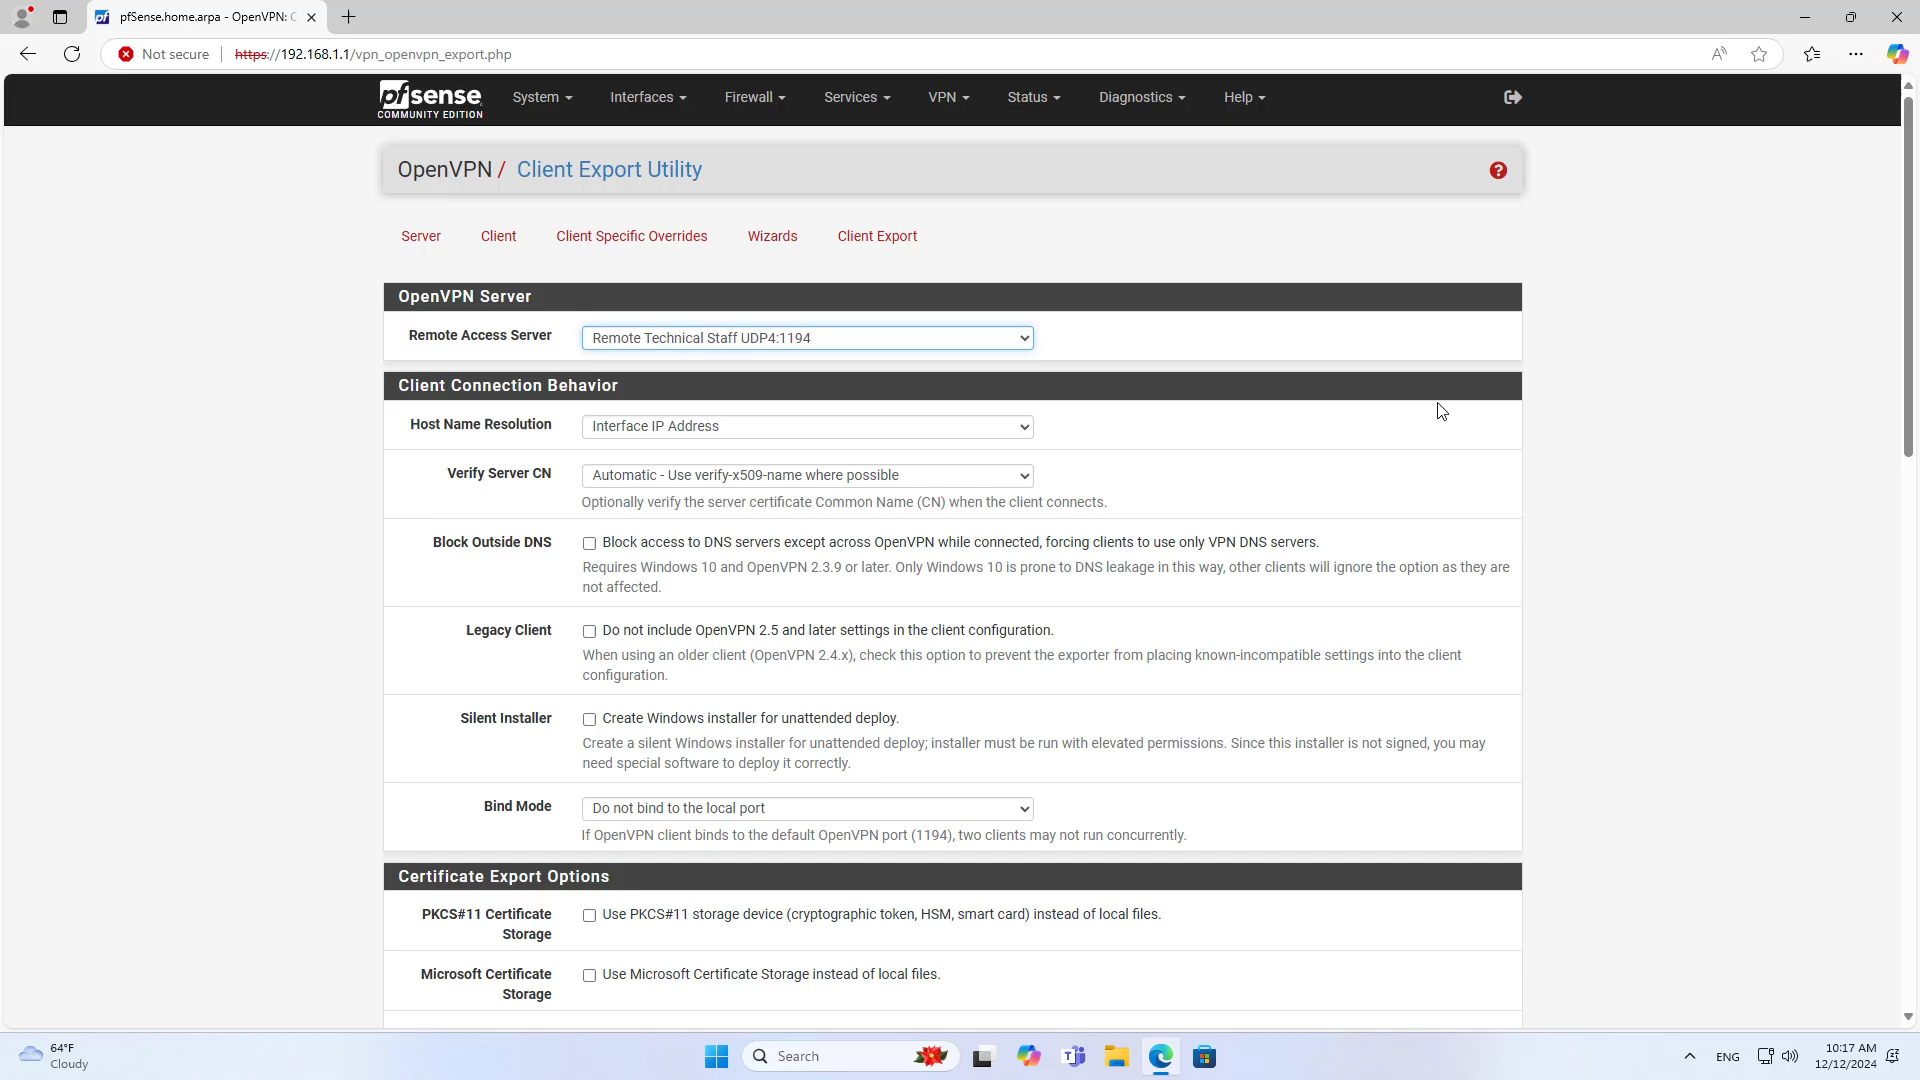 pfSense.home.arpa - OpenVPN: C
Not secure
https://192.168.1.1/vpn_openvpn_export.php
pfsense
COMMUNITY EDITION
System
Interfaces
Firewall
Services
VPN
Status
Diagnostics
Help
OpenVPN / Client Export Utility
Server
Client
Client Specific Overrides
Wizards
Client Export
OpenVPN Server
Remote Access Server
Remote Technical Staff UDP4:1194
Client Connection Behavior
Host Name Resolution
Interface IP Address
Verify Server CN
Automatic - Use verify-x509-name where possible
Optionally verify the server certificate Common Name (CN) when the client connects.
Block Outside DNS
Block access to DNS servers except across OpenVPN while connected, forcing clients to use only VPN DNS servers.
Requires Windows 10 and OpenVPN 2.3.9 or later. Only Windows 10 is prone to DNS leakage in this way, other clients will ignore the option as they are
not affected.
Legacy Client
Do not include OpenVPN 2.5 and later settings in the client configuration.
When using an older client (OpenVPN 2.4.x), check this option to prevent the exporter from placing known-incompatible settings into the client
configuration.
Silent Installer
Create Windows installer for unattended deploy.
Create a silent Windows installer for unattended deploy; installer must be run with elevated permissions. Since this installer is not signed, you may
need special software to deploy it correctly.
Bind Mode
Do not bind to the local port
If OpenVPN client binds to the default OpenVPN port (1194), two clients may not run concurrently.
Certificate Export Options
PKCS#11 Certificate
Storage
Use PKCS#11 storage device (cryptographic token, HSM, smart card) instead of local files.
Microsoft Certificate
Storage
Use Microsoft Certificate Storage instead of local files.
64°F
Cloudy
Search
ENG
10:17 AM
12/12/2024